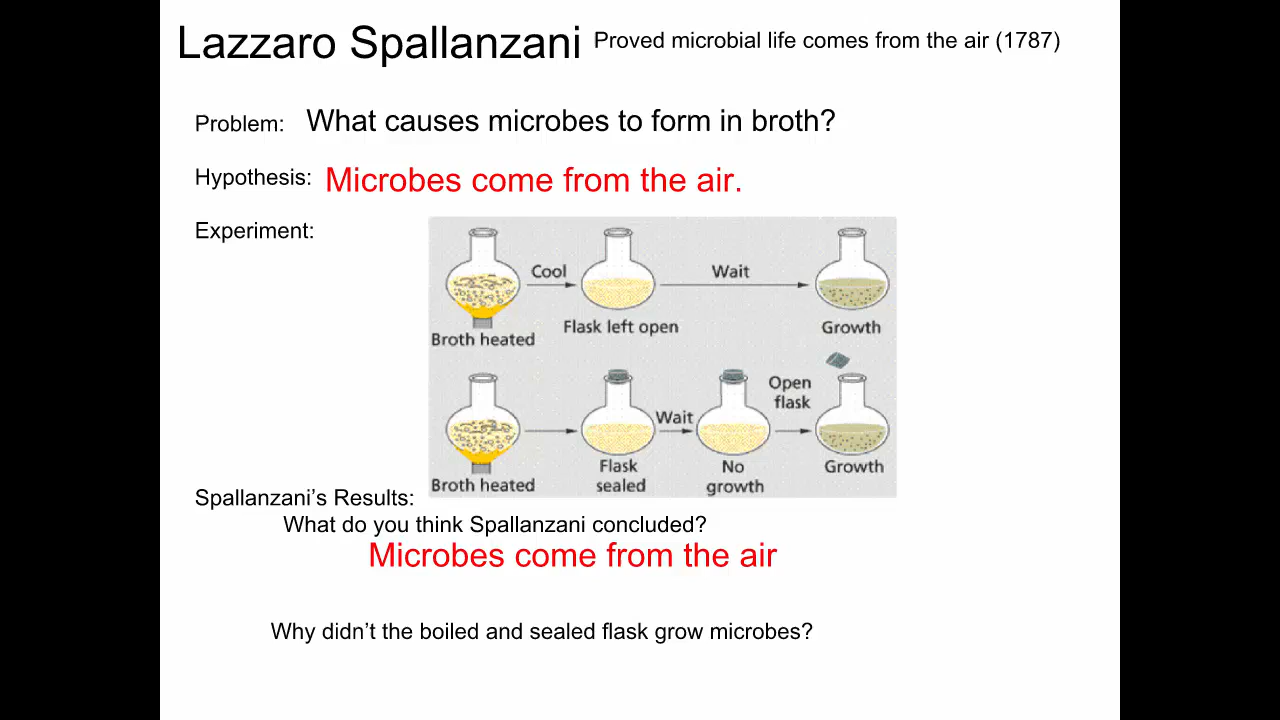 Lazzaro Spallanzani Proved microbial life comes from the air (1787)
Problem: What causes microbes to form in broth?
Hypothesis: Microbes come from the air.
Experiment:
Cool
Wait
Flask left open
Growth
Broth heated
Open
flask
Wait
Flask
sealed
No
growth
Growth
Broth heated
Spallanzani’s Results:
What do you think Spallanzani concluded?
Microbes come from the air
Why didn’t the boiled and sealed flask grow microbes?